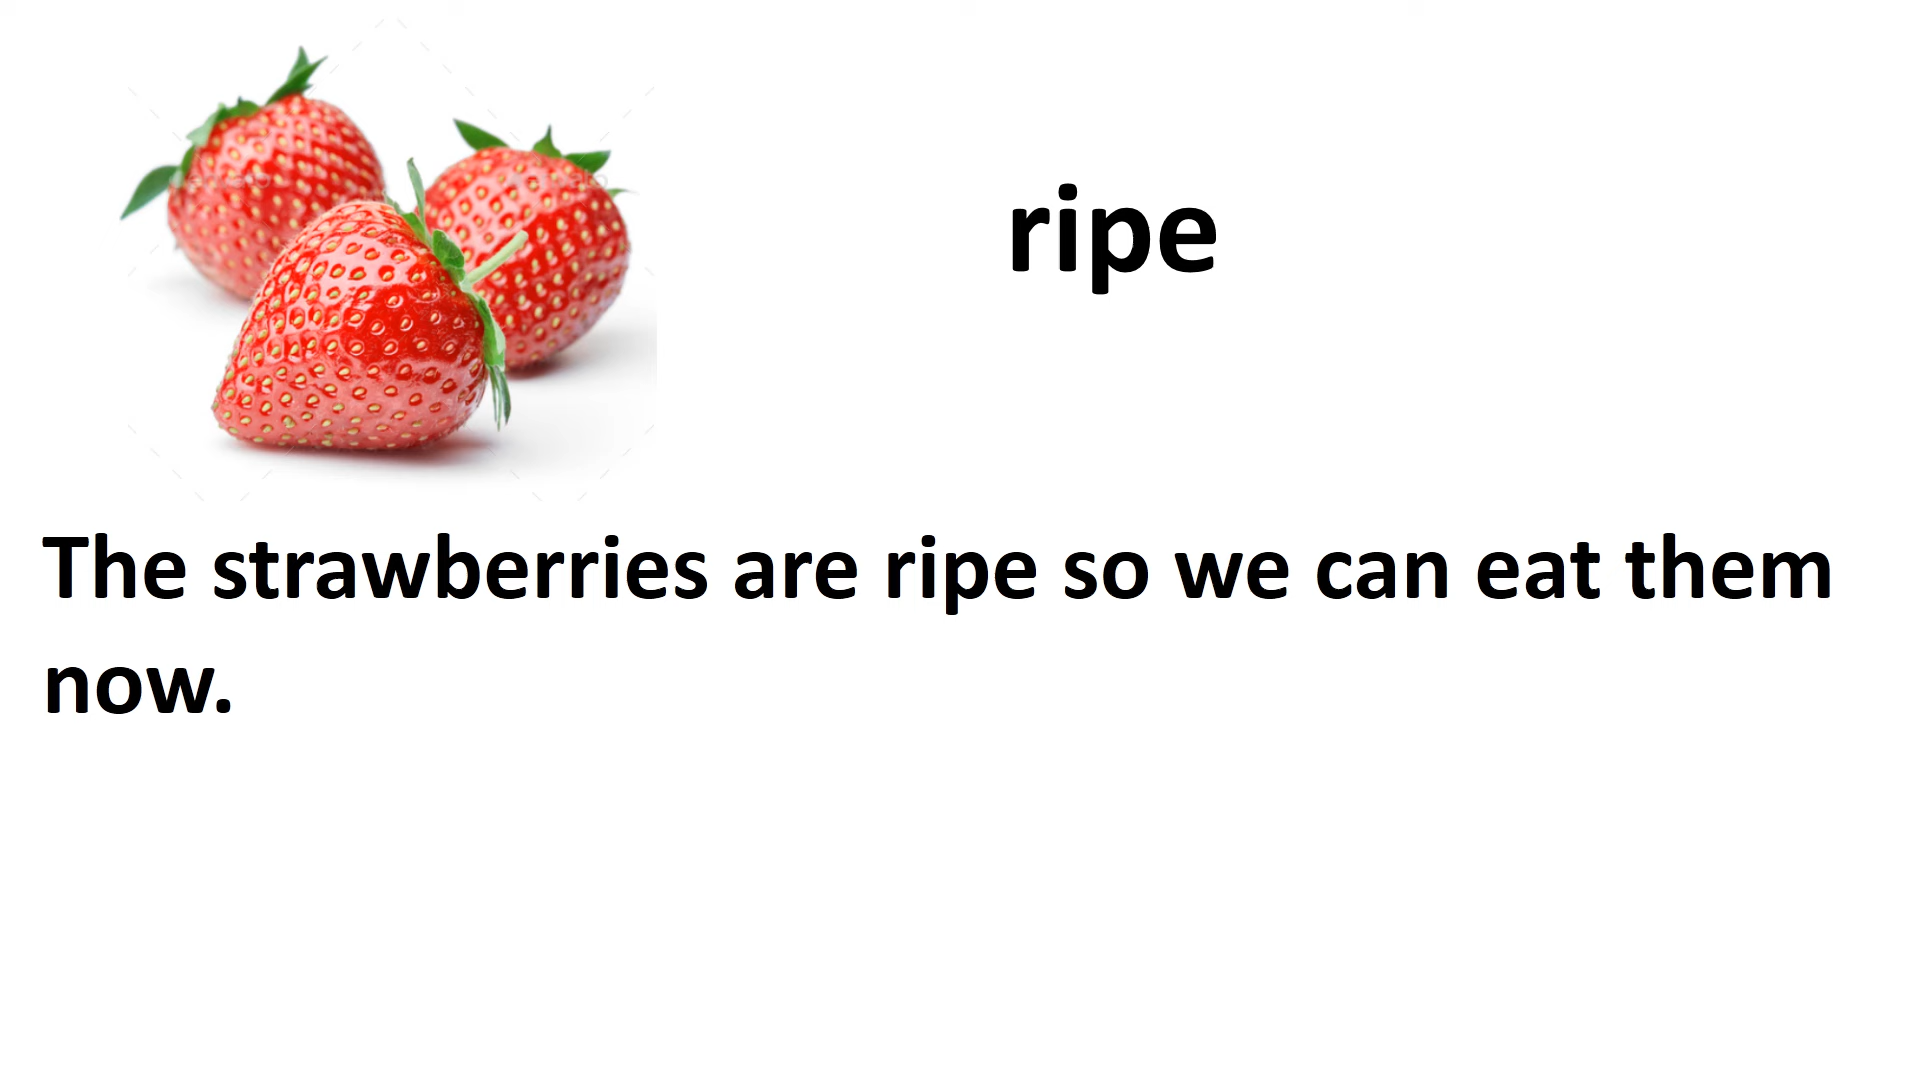 ripe
The strawberries are ripe so we can eat them
now.